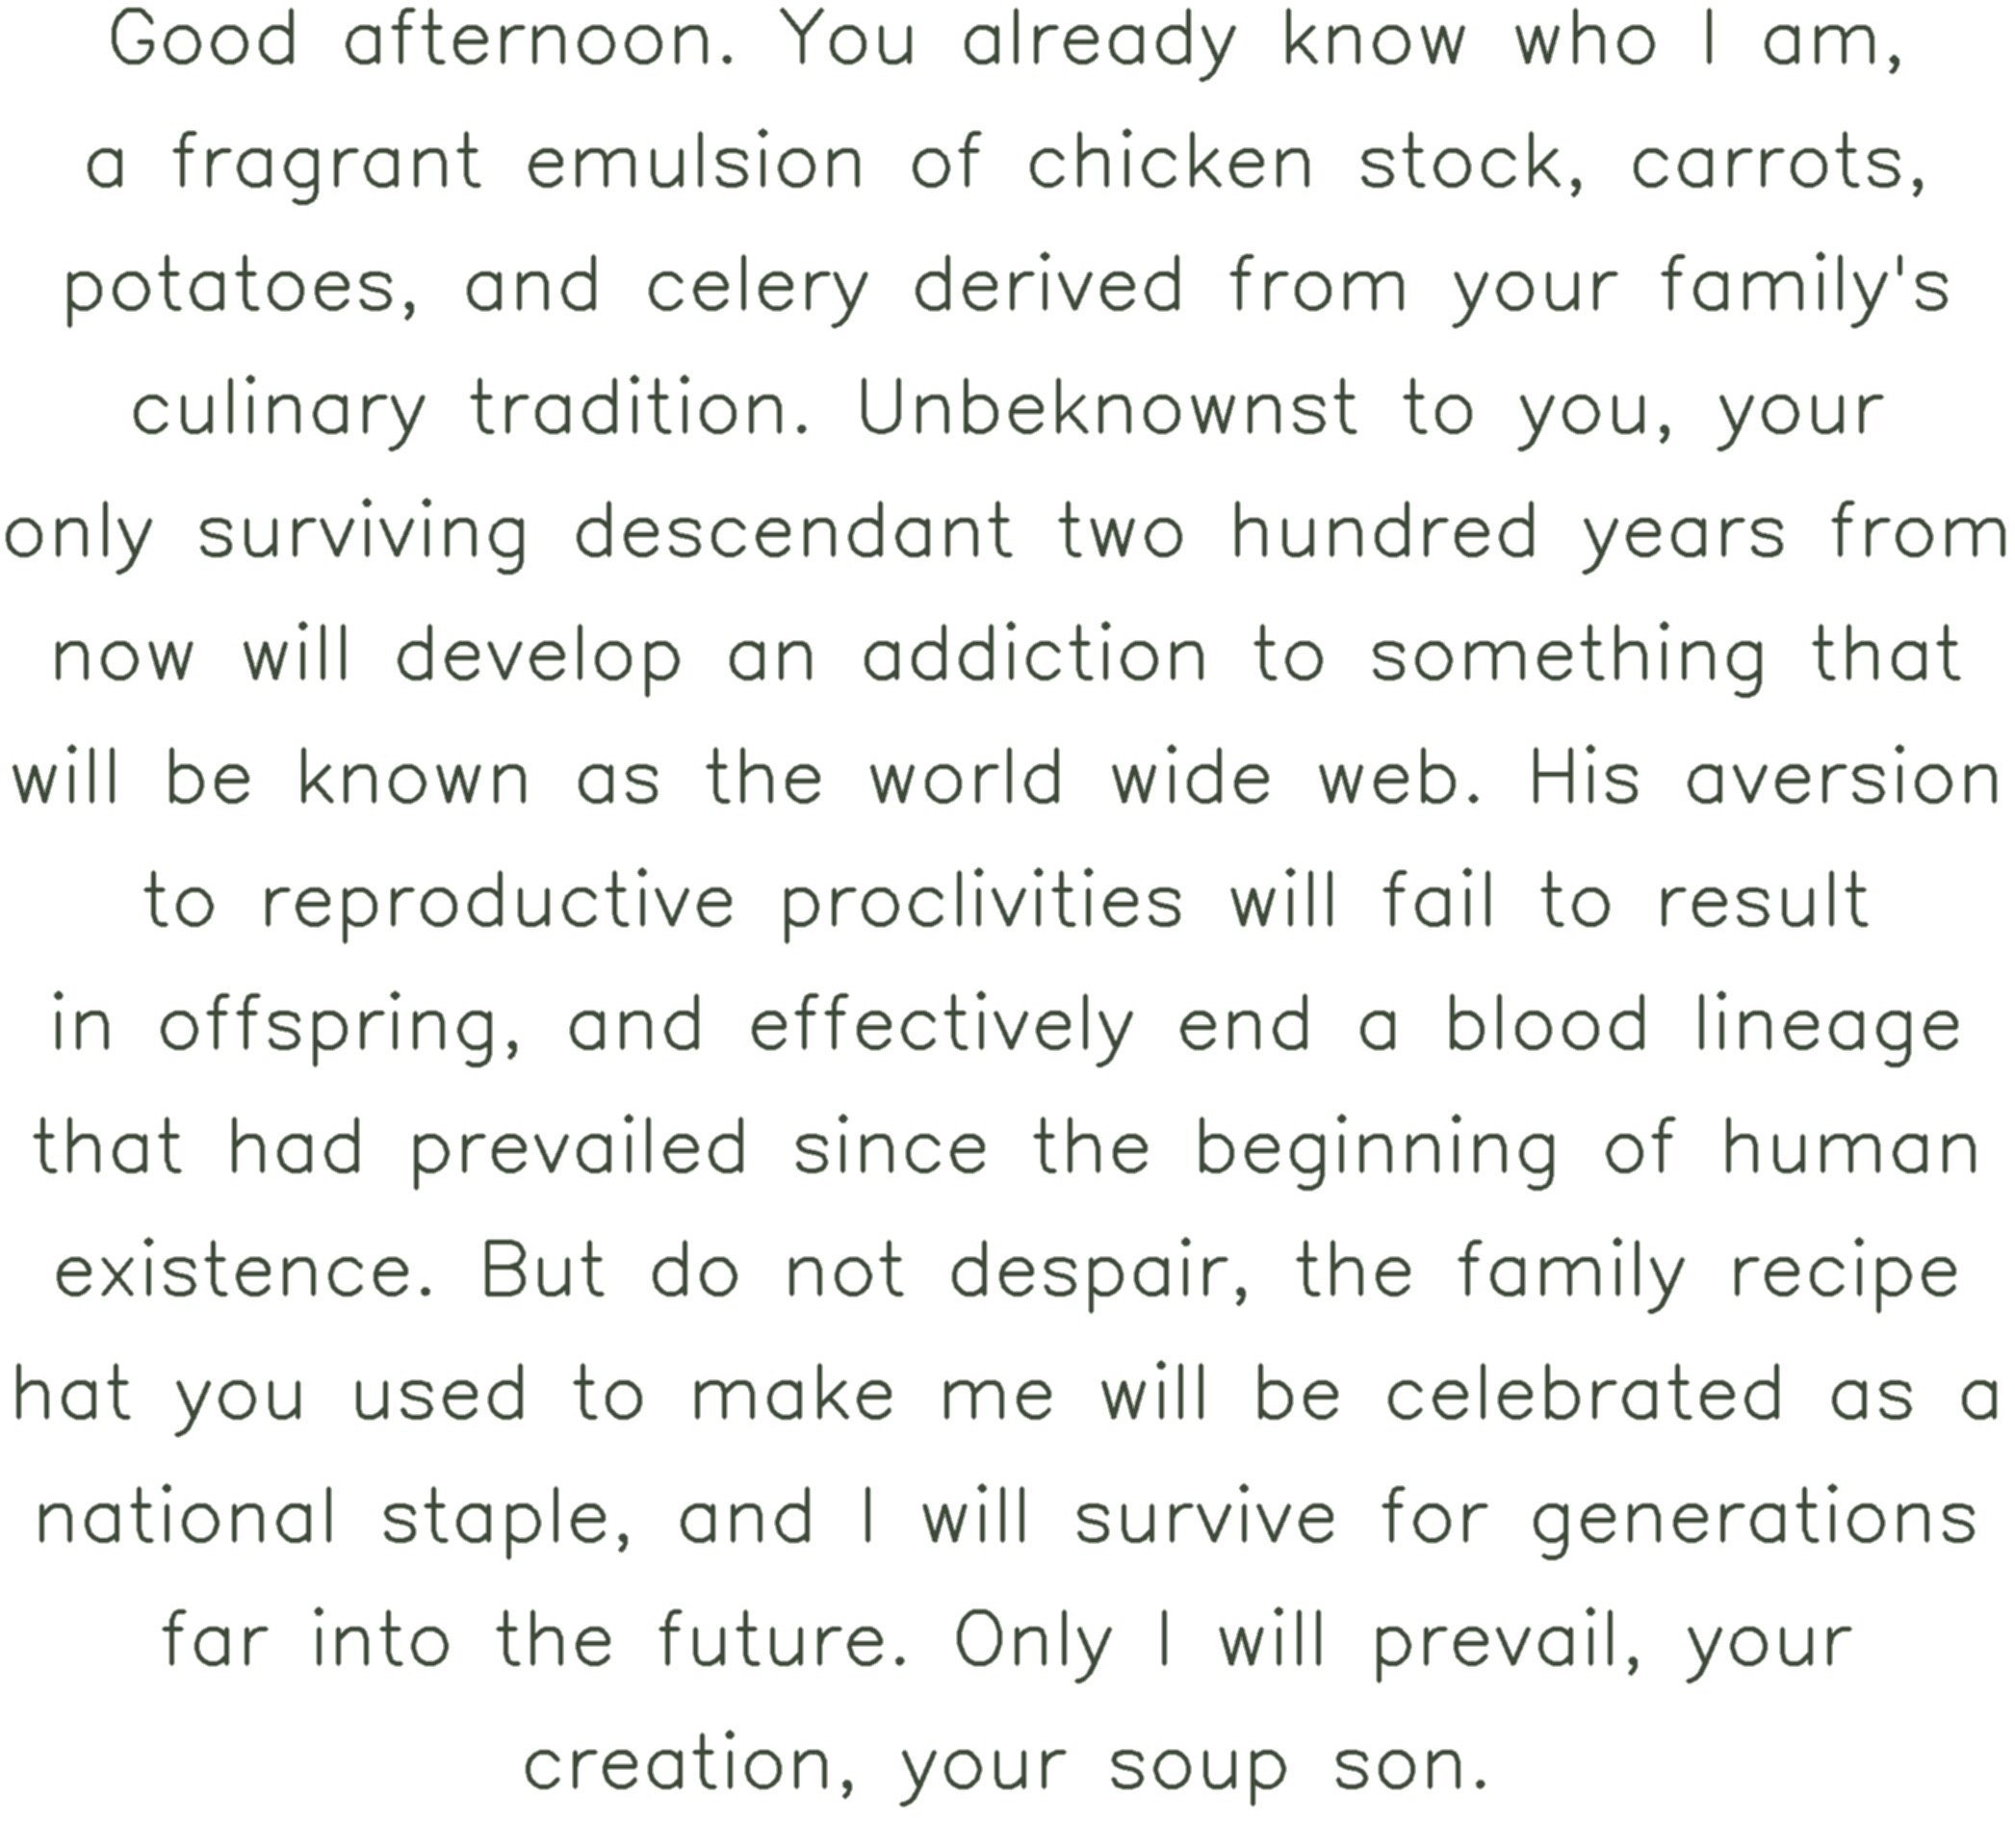 Good afternoon. You already know who I am,
a fragrant emulsion of chicken stock, carrots,
potatoes, and celery derived from your family's
culinary tradition. Unbeknownst to you, your
only surviving descendant two hundred years from
now will develop an addiction to something that
will be known as the world wide web. His aversion
to reproductive proclivities will fail to result
in offspring, and effectively end a blood lineage
that had prevailed since the beginning of human
existence. But do not despair, the family recipe
hat you used to make me will be celebrated as a
national staple, and I will survive for generations
far into the future. Only I will prevail, your
creation, your soup son.